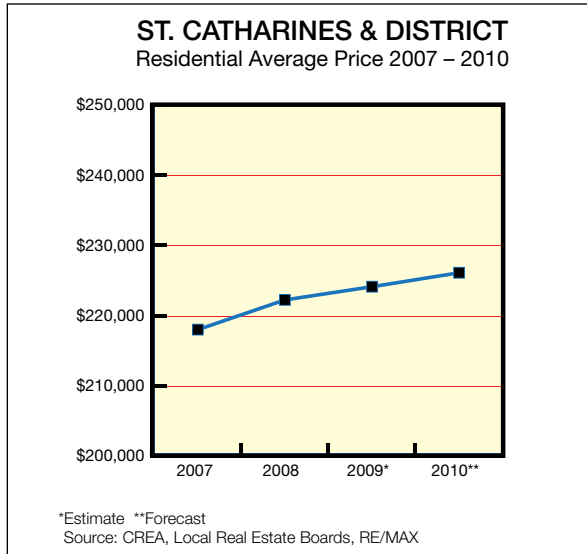 ST. CATHARINES & DISTRICT
Residential Average Price 2007 – 2010
$250,000
$240,000
$230,000
$220,000
$210,000
$200,000
2007 2008 2009* 2010**
*Estimate **Forecast
Source: CREA, Local Real Estate Boards, RE/MAX